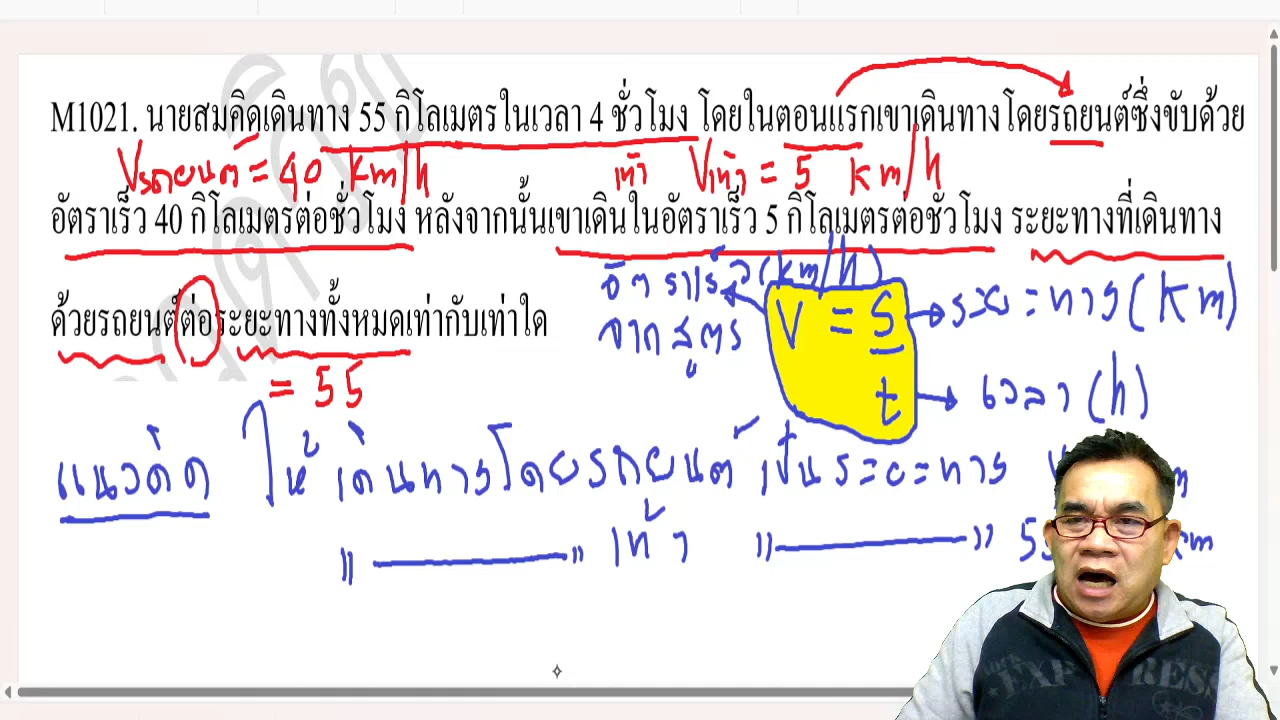 M1021. นายสมคิดเดินทาง 55 กิโลเมตรในเวลา 4 ชั่วโมง โดยในตอนแรกเขาเดินทางโดยรถยนต์ซึ่งขับด้วย
Vรถยนต์ = 40 km/h เท้า Vเท้า = 5 km/h
อัตราเร็ว 40 กิโลเมตรต่อชั่วโมง หลังจากนั้นเขาเดินในอัตราเร็ว 5 กิโลเมตรต่อชั่วโมง ระยะทางที่เดินทาง
อัตราเร็ว (km/h)
ด้วยรถยนต์ต่อระยะทางทั้งหมดเท่ากับเท่าใด
จากสูตร V = S ระยะทาง (km)
t เวลา (h)
= 55
แนวคิด ให้ เดินทางโดยรถยนต์ เป็นระยะทาง
" " เท้า " "
EXPRESS